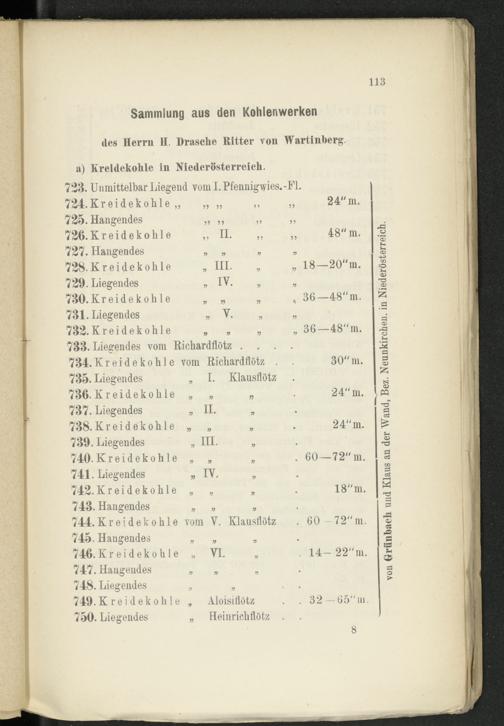 113
Sammlung aus den Kohlenwerken
des Herrn H. Drasche Ritter von Wartinberg.
a) Kreidekohle in Niederösterreich.
723. Unmittelbar Liegend vom I. Pfennigwies.-Fl.
724. Kreidekohle ,, ,, ,, ,, ,, 24" m.
725. Hangendes ,, ,, ,, ,,
726. Kreidekohle ,, II. ,, ,, 48" m.
727. Hangendes „ „ „ „
728. Kreidekohle „ III. „ „ 18—20" m.
729. Liegendes „ IV. „ „
730. Kreidekohle „ „ „ „ 36—48" m.
731. Liegendes „ V. „ „
732. Kreidekohle „ „ „ „ 36—48" m.
733. Liegendes vom Richardflötz . . . .
734. Kreidekohle vom Richardflötz . . 30" m.
735. Liegendes „ I. Klausflötz .
736. Kreidekohle „ „ „ . 24" m.
737. Liegendes „ II. „ .
738. Kreidekohle „ „ „ . 24" m.
739. Liegendes „ III. „ .
740. Kreidekohle „ „ „ . 60—72" m.
741. Liegendes „ IV. „ .
742. Kreidekohle „ „ „ . 18" m.
743. Hangendes „ „ „ .
744. Kreidekohle vom V. Klausflötz . 60—72" m.
745. Hangendes „ „ „ .
746. Kreidekohle „ VI. „ . 14—22" m.
747. Hangendes „ „ „ .
748. Liegendes „ „ . .
749. Kreidekohle „ Aloisiflötz . . 32—65" m.
750. Liegendes „ Heinrichflötz . .
von Grünbach und Klaus an der Wand, Bez. Neunkirchen, in Niederösterreich.
8